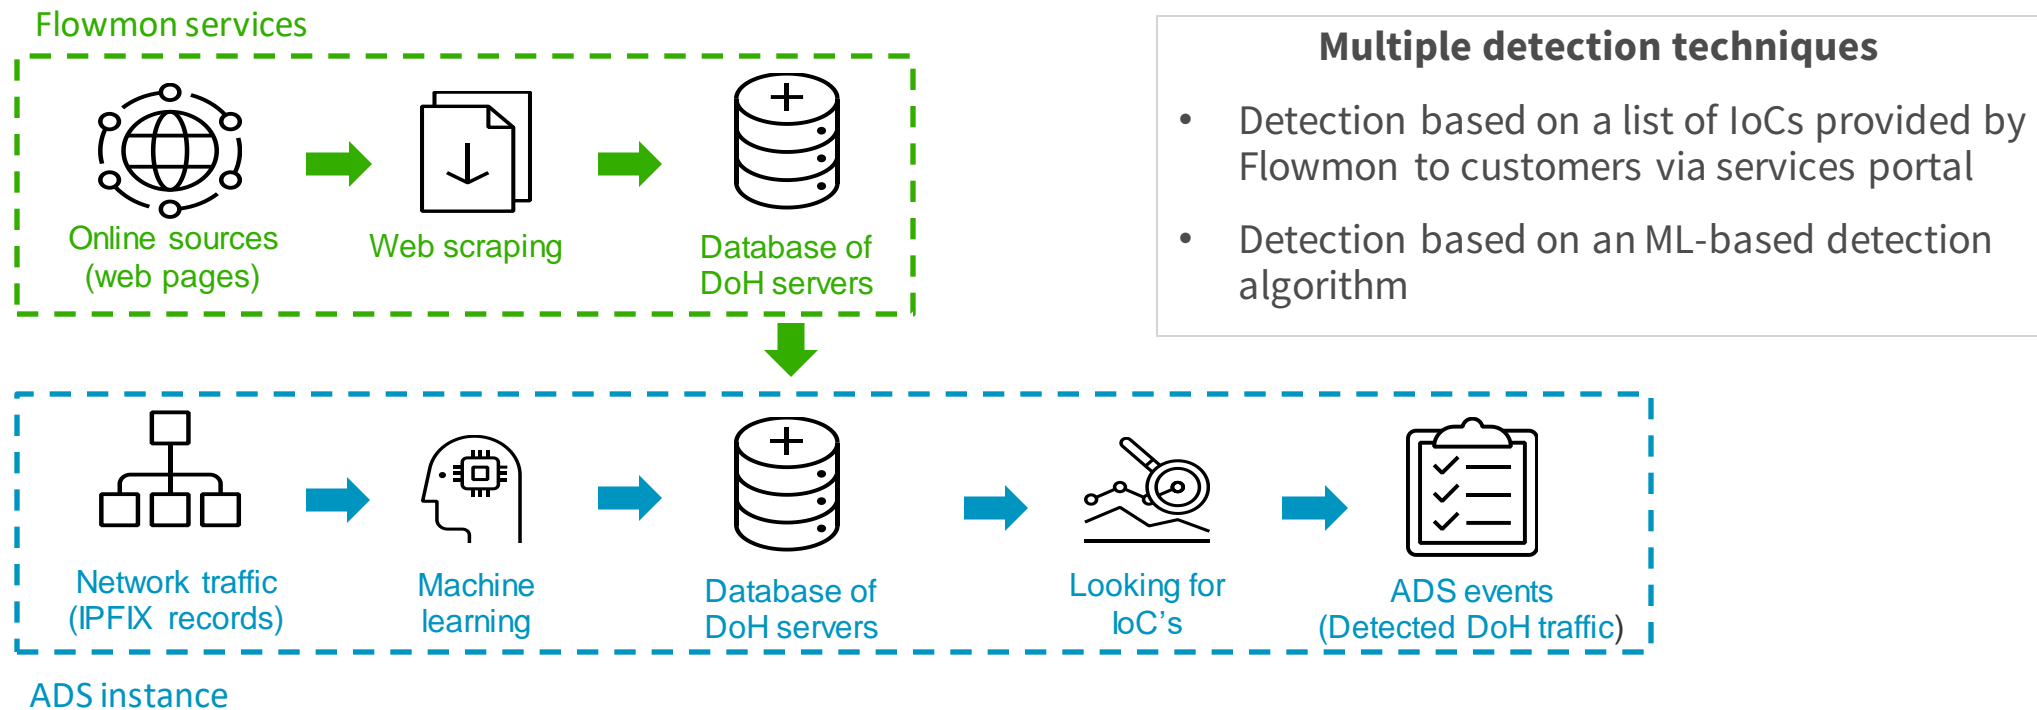 Flowmon services
Online sources
(web pages)
Web scraping
Database of
DoH servers
Multiple detection techniques
• Detection based on a list of IoCs provided by
Flowmon to customers via services portal
• Detection based on an ML-based detection
algorithm
Network traffic
(IPFIX records)
Machine
learning
Database of
DoH servers
Looking for
IoC's
ADS events
(Detected DoH traffic)
ADS instance